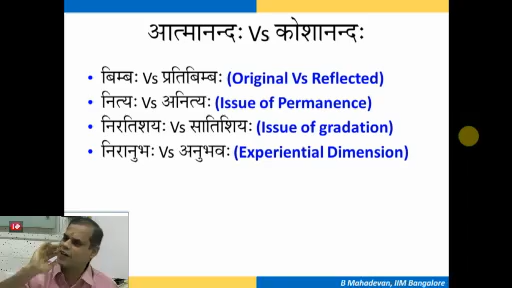 आत्मानन्दः Vs कोशानन्दः
• बिम्बः Vs प्रतिबिम्बः (Original Vs Reflected)
• नित्यः Vs अनित्यः (Issue of Permanence)
• निरतिशयः Vs सातिशियः (Issue of gradation)
• निरानुभः Vs अनुभवः (Experiential Dimension)
B Mahadevan, IIM Bangalore